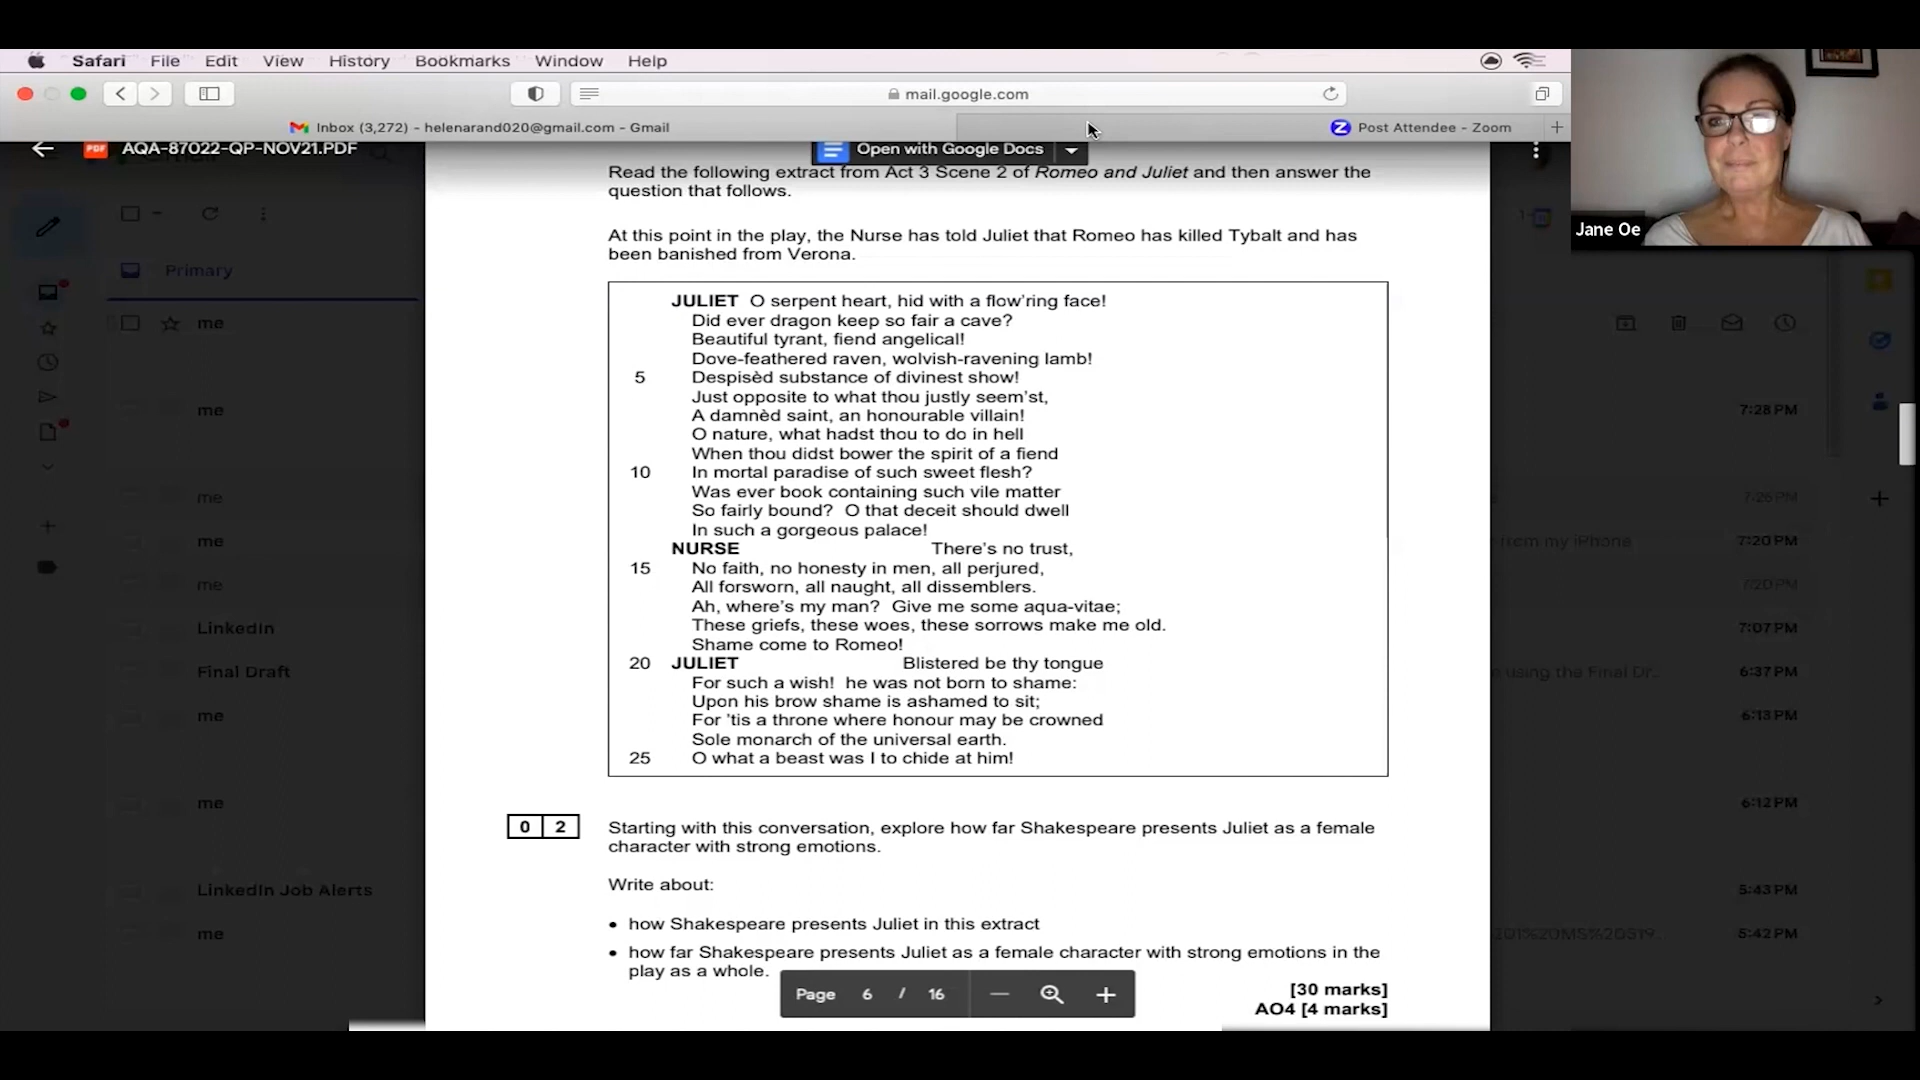 Safari File Edit View History Bookmarks Window Help
mail.google.com
Inbox (3,272) - helenarand020@gmail.com - Gmail
Post Attendee - Zoom
AQA-87022-QP-NOV21.PDF
Open with Google Docs
Jane Oe
Read the following extract from Act 3 Scene 2 of Romeo and Juliet and then answer the
question that follows.
At this point in the play, the Nurse has told Juliet that Romeo has killed Tybalt and has
been banished from Verona.
JULIET O serpent heart, hid with a flow'ring face!
Did ever dragon keep so fair a cave?
Beautiful tyrant, fiend angelical!
Dove-feathered raven, wolvish-ravening lamb!
5 Despisèd substance of divinest show!
Just opposite to what thou justly seem'st,
A damnèd saint, an honourable villain!
O nature, what hadst thou to do in hell
When thou didst bower the spirit of a fiend
10 In mortal paradise of such sweet flesh?
Was ever book containing such vile matter
So fairly bound? O that deceit should dwell
In such a gorgeous palace!
NURSE There's no trust,
15 No faith, no honesty in men, all perjured,
All forsworn, all naught, all dissemblers.
Ah, where's my man? Give me some aqua-vitae;
These griefs, these woes, these sorrows make me old.
Shame come to Romeo!
20 JULIET Blistered be thy tongue
For such a wish! he was not born to shame:
Upon his brow shame is ashamed to sit;
For 'tis a throne where honour may be crowned
Sole monarch of the universal earth.
25 O what a beast was I to chide at him!
0 2 Starting with this conversation, explore how far Shakespeare presents Juliet as a female
character with strong emotions.
Write about:
• how Shakespeare presents Juliet in this extract
• how far Shakespeare presents Juliet as a female character with strong emotions in the
play as a whole.
[30 marks]
AO4 [4 marks]
Page 6 / 16
Primary
me
me 7:28 PM
me 7:26 PM
me from my iPhone 7:20 PM
me 7:20 PM
LinkedIn 7:07 PM
Final Draft using the Final Dr... 6:37 PM
me 6:13 PM
me 6:12 PM
LinkedIn Job Alerts 5:43 PM
me 5:42 PM